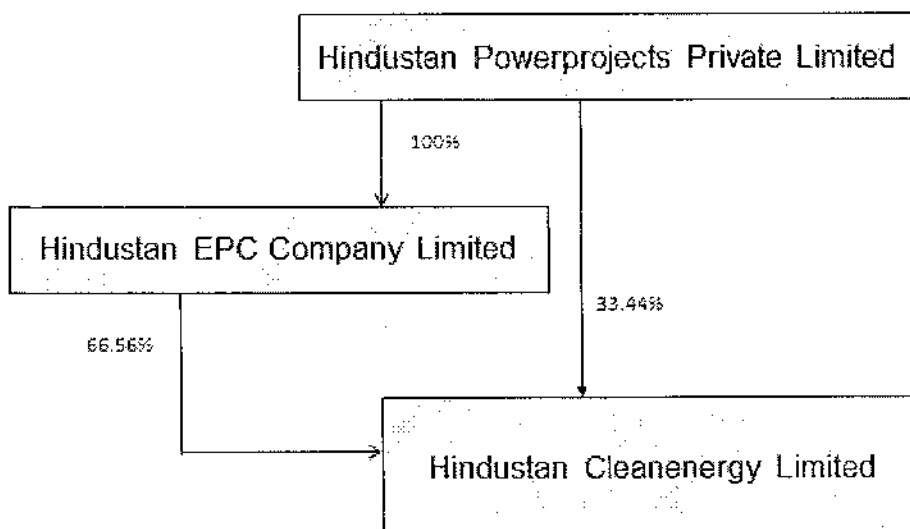 Hindustan Powerprojects Private Limited
100%
Hindustan EPC Company Limited
33.44%
66.56%
Hindustan Cleanenergy Limited